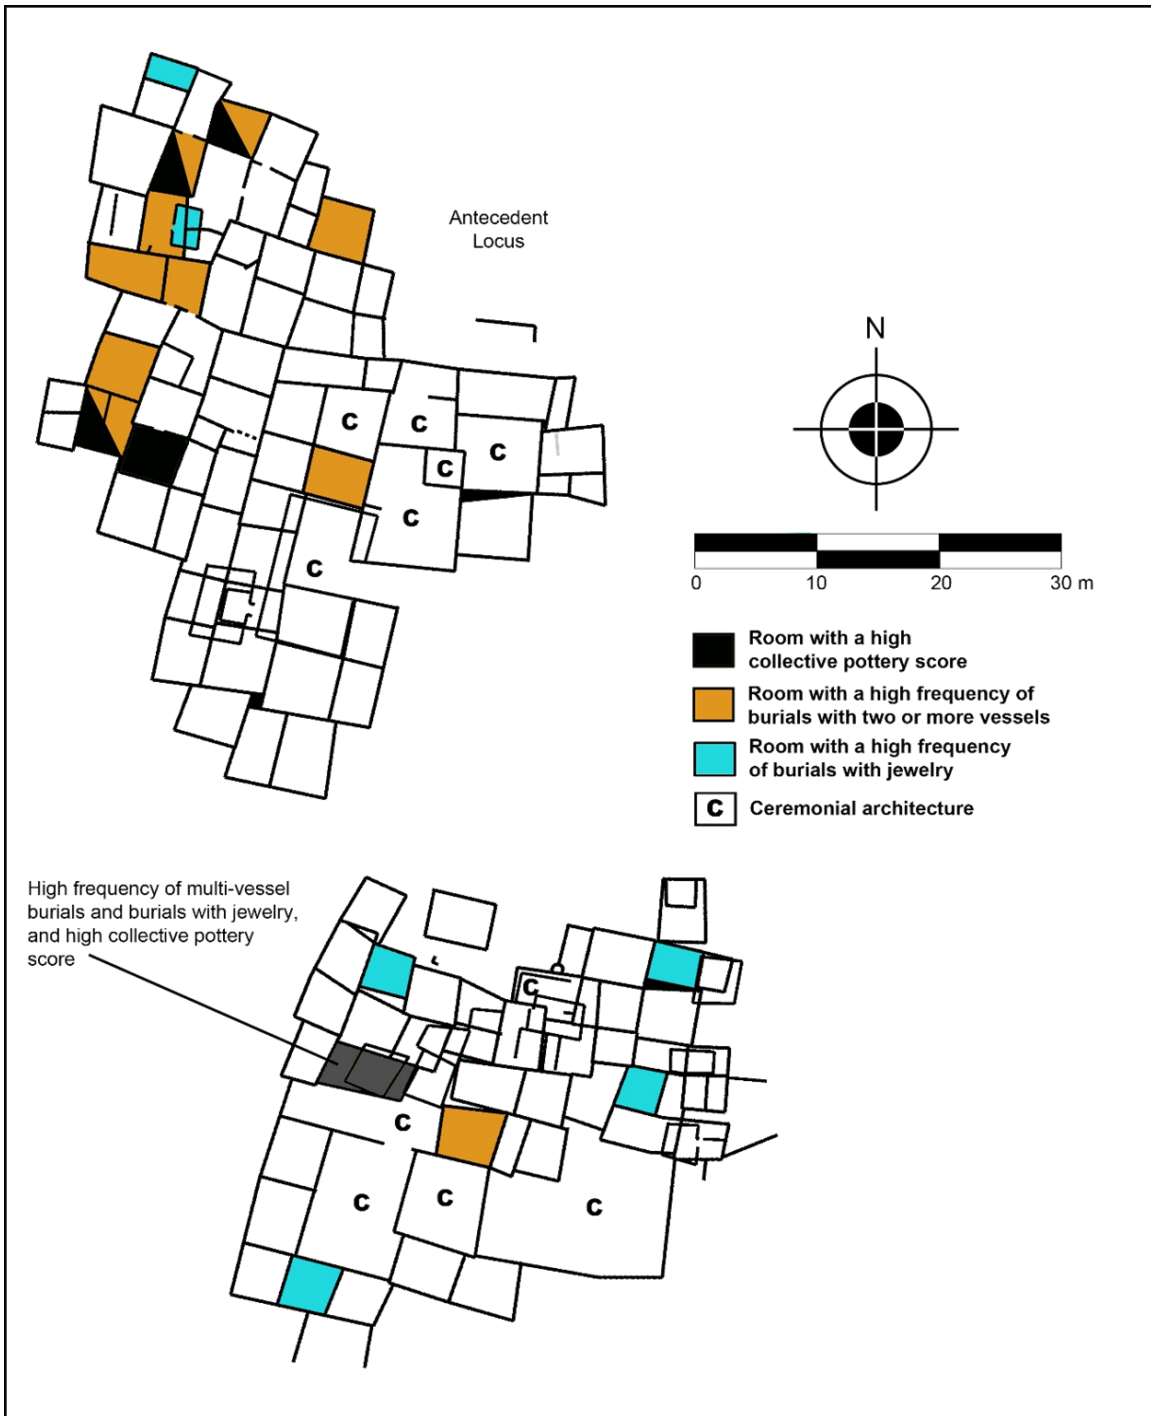 Antecedent
Locus
N
C
C
C
C
C
C
0
10
20
30 m
Room with a high
collective pottery score
Room with a high frequency of
burials with two or more vessels
Room with a high frequency
of burials with jewelry
C
Ceremonial architecture
High frequency of multi-vessel
burials and burials with jewelry,
and high collective pottery
score
C
C
C
C
C